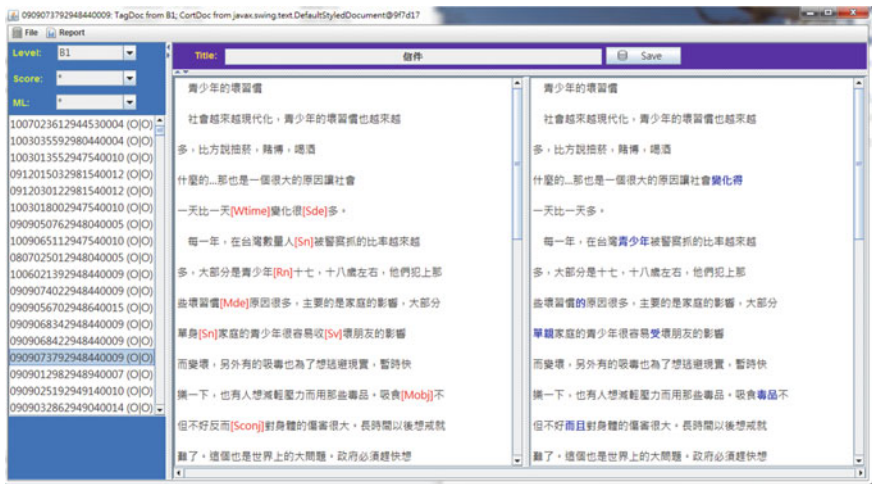 0909073792948440009: TagDoc from B1; CortDoc from javax.swing.text.DefaultStyledDocument@9f7d17
File Report
Level: B1
Score: *
ML: *
Title: 信件 Save
1007023612944530004 (O|O)
1003035592980440004 (O|O)
1003013552947540010 (O|O)
0912015032981540012 (O|O)
0912030122981540012 (O|O)
1003018002947540010 (O|O)
0909050762948040005 (O|O)
1009065112947540010 (O|O)
0807025012948040005 (O|O)
1006021392948440009 (O|O)
0909074022948440009 (O|O)
0909056702948640015 (O|O)
0909068342948440009 (O|O)
0909068422948440009 (O|O)
0909073792948440009 (O|O)
0909012982948940007 (O|O)
0909025192949140010 (O|O)
0909032862949040014 (O|O)
青少年的壞習慣
社會越來越現代化，青少年的壞習慣也越來越
多，比方說抽菸，賭博，喝酒
什麼的...那也是一個很大的原因讓社會
一天比一天[Wtime]變化很[Sde]多。
每一年，在台灣數量人[Sn]被警察抓的比率越來越
多，大部分是青少年[Rn]十七，十八歲左右，他們犯上那
些壞習慣[Mde]原因很多，主要的是家庭的影響，大部分
單身[Sn]家庭的青少年很容易收[Sv]壞朋友的影響
而變壞，另外有的吸毒也為了想逃避現實，暫時快
樂一下，也有人想減輕壓力而用那些毒品。吸食[Mobj]不
但不好反而[Sconj]對身體的傷害很大。長時間以後想戒就
難了。這個也是世界上的大問題。政府必須趕快想
青少年的壞習慣
社會越來越現代化，青少年的壞習慣也越來越
多，比方說抽菸，賭博，喝酒
什麼的...那也是一個很大的原因讓社會變化得
一天比一天多。
每一年，在台灣青少年被警察抓的比率越來越
多，大部分是十七，十八歲左右，他們犯上那
些壞習慣的原因很多，主要的是家庭的影響，大部分
單親家庭的青少年很容易受壞朋友的影響
而變壞，另外有的吸毒也為了想逃避現實，暫時快
樂一下，也有人想減輕壓力而用那些毒品。吸食毒品不
但不好而且對身體的傷害很大。長時間以後想戒就
難了。這個也是世界上的大問題。政府必須趕快想